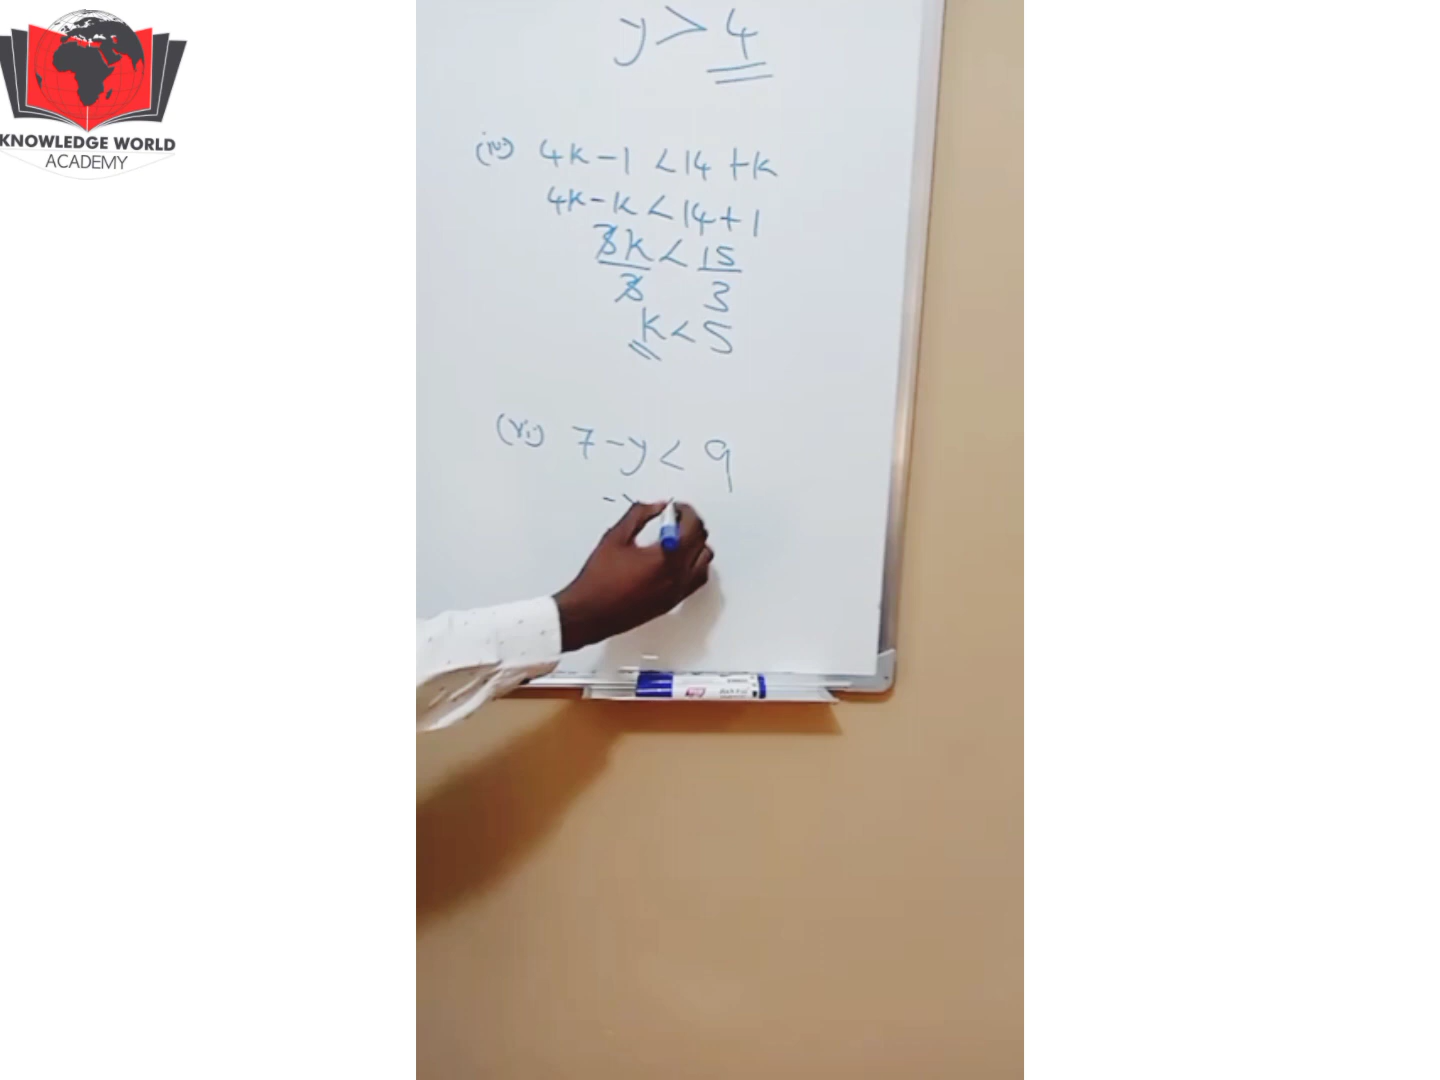 KNOWLEDGE WORLD
ACADEMY
y > 4
(iv) 4k - 1 < 14 + k
4k - k < 14 + 1
3k < 15
3 3
k < 5
(vi) 7 - y < 9
- y